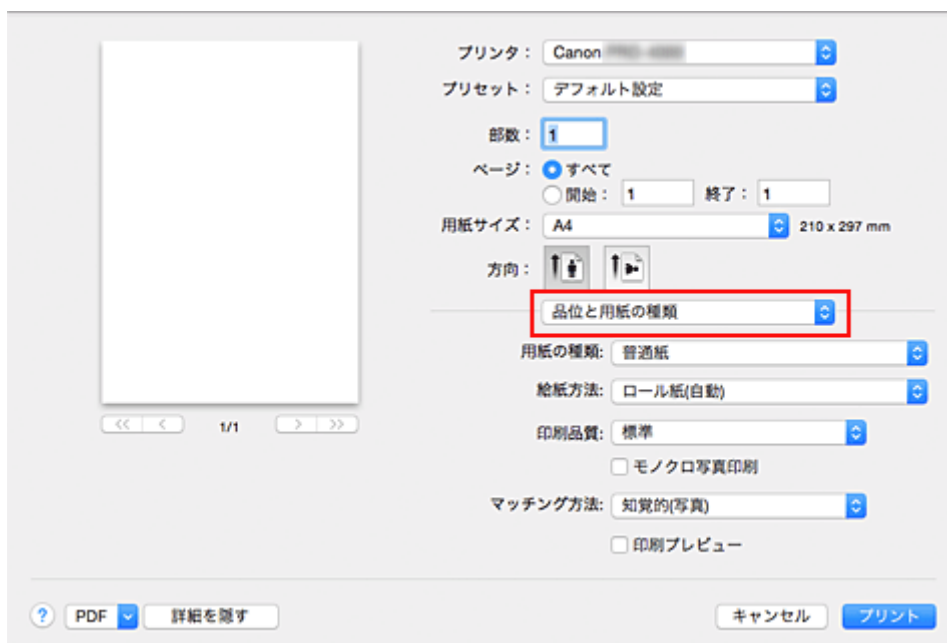 プリンタ： Canon
プリセット： デフォルト設定
部数： 1
ページ： すべて
開始： 1 終了： 1
用紙サイズ： A4 210 x 297 mm
方向：
品位と用紙の種類
用紙の種類: 普通紙
給紙方法: ロール紙(自動)
<< < 1/1 > >>
印刷品質: 標準
モノクロ写真印刷
マッチング方法: 知覚的(写真)
印刷プレビュー
? PDF 詳細を隠す キャンセル プリント